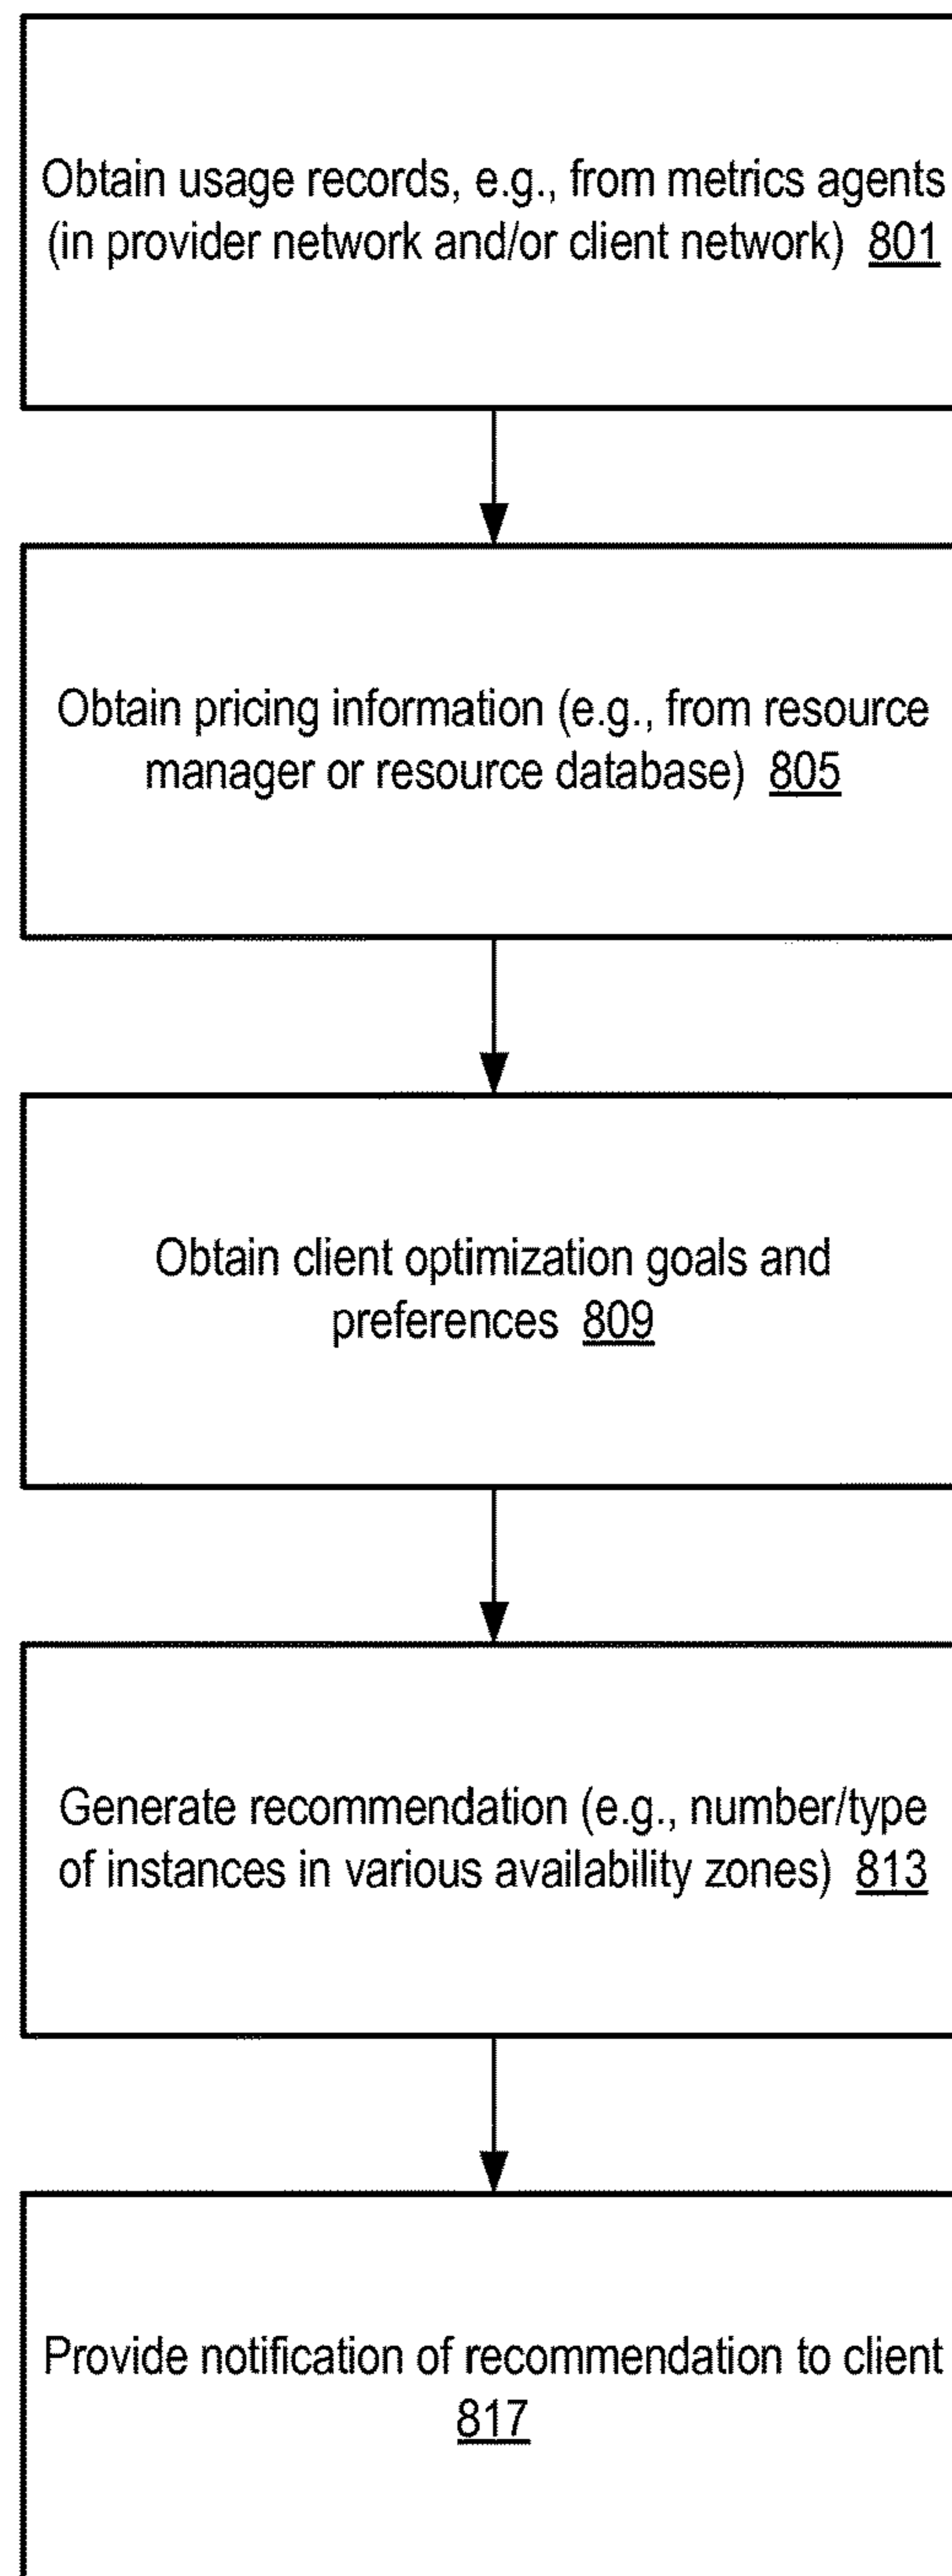 Obtain usage records, e.g., from metrics agents
(in provider network and/or client network) 801
Obtain pricing information (e.g., from resource
manager or resource database) 805
Obtain client optimization goals and
preferences 809
Generate recommendation (e.g., number/type
of instances in various availability zones) 813
Provide notification of recommendation to client
817